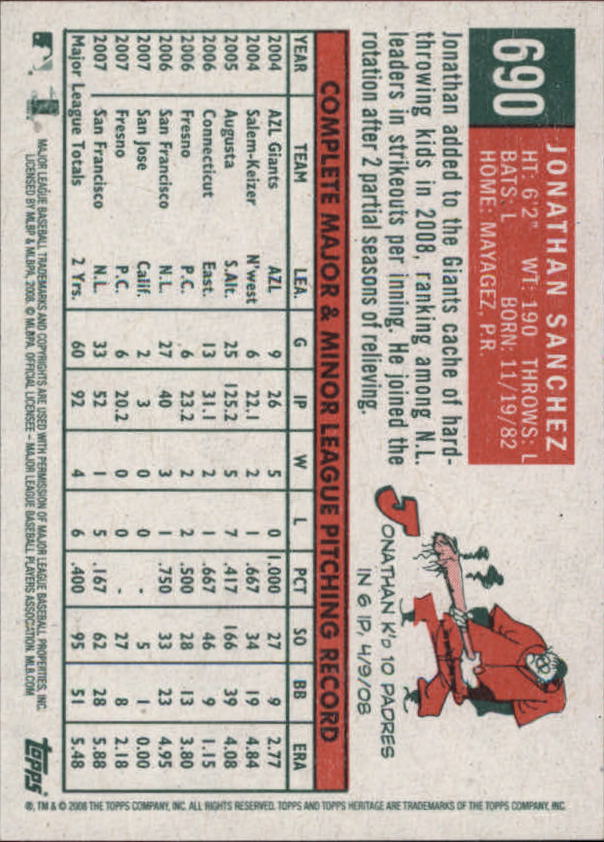 690
JONATHAN SANCHEZ
HT: 6'2" WT: 190 THROWS: L
BATS: L BORN: 11/19/82
HOME: MAYAGEZ, P.R.
Jonathan added to the Giants cache of hard-
throwing kids in 2008, ranking among N.L.
leaders in strikeouts per inning. He joined the
rotation after 2 partial seasons of relieving.
JONATHAN K'D 10 PADRES
IN 6 IP, 4/9/08
COMPLETE MAJOR & MINOR LEAGUE PITCHING RECORD
YEAR TEAM LEA. G IP W L PCT SO BB ERA
2004 AZL Giants AZL 9 26 5 0 1.000 27 9 2.77
2004 Salem-Keizer N'west 6 22.1 2 1 .667 34 19 4.84
2005 Augusta S.Alt. 25 125.2 5 7 .417 166 39 4.08
2006 Connecticut East. 13 31.1 2 1 .667 46 9 1.15
2006 Fresno P.C. 6 23.2 2 2 .500 28 13 3.80
2006 San Francisco N.L. 27 40 3 1 .750 33 23 4.95
2007 San Jose Calif. 2 3 0 0 - 5 1 0.00
2007 Fresno P.C. 6 20.2 0 0 - 27 8 2.18
2007 San Francisco N.L. 33 52 1 5 .167 62 28 5.88
Major League Totals 2 Yrs. 60 92 4 6 .400 95 51 5.48
MAJOR LEAGUE BASEBALL TRADEMARKS AND COPYRIGHTS ARE USED WITH PERMISSION OF MAJOR LEAGUE BASEBALL PROPERTIES, INC.
LICENSED BY MLBP & MLBPA, 2008. © MLBPA, OFFICIAL LICENSEE – MAJOR LEAGUE BASEBALL PLAYERS ASSOCIATION. MLB.COM
topps
®, TM & © 2008 THE TOPPS COMPANY, INC. ALL RIGHTS RESERVED. TOPPS AND TOPPS HERITAGE ARE TRADEMARKS OF THE TOPPS COMPANY, INC.